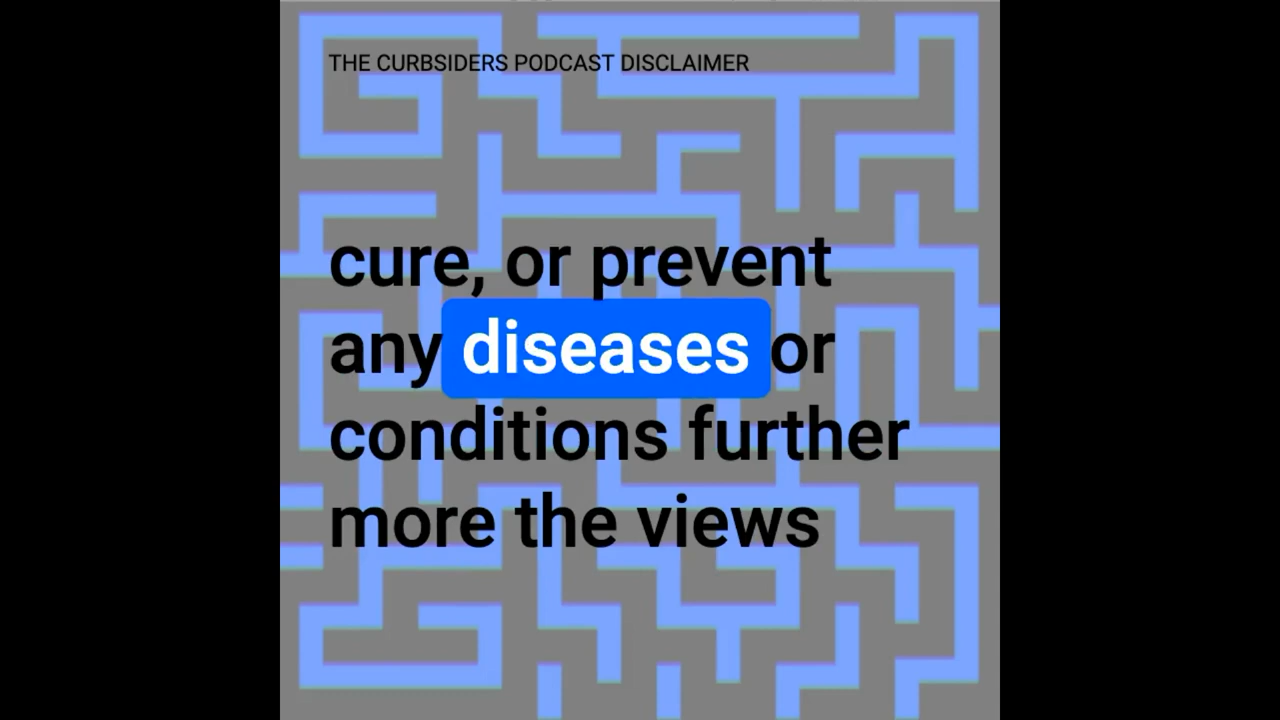 THE CURBSIDERS PODCAST DISCLAIMER
cure, or prevent
any diseases or
conditions further
more the views